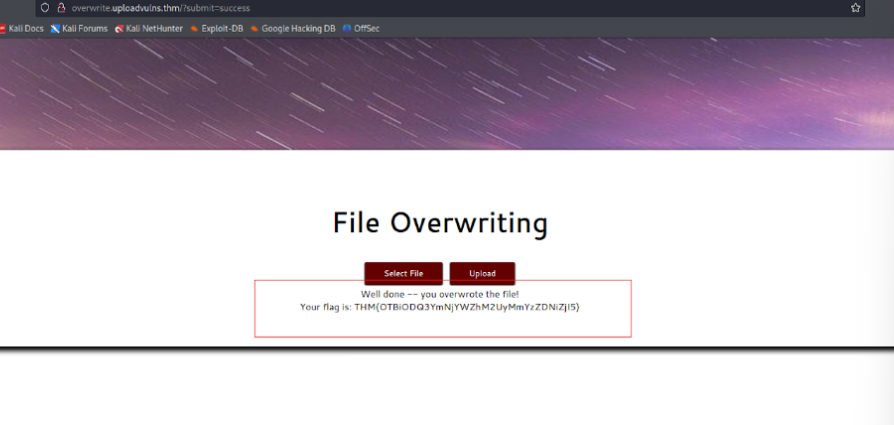 overwrite.uploadvulns.thm/?submit=success
Kali Docs Kali Forums Kali NetHunter Exploit-DB Google Hacking DB OffSec
File Overwriting
Select File Upload
Well done -- you overwrote the file!
Your flag is: THM{OTBiODQ3YmNjYWZhM2UyMmYzZDNiZjI5}